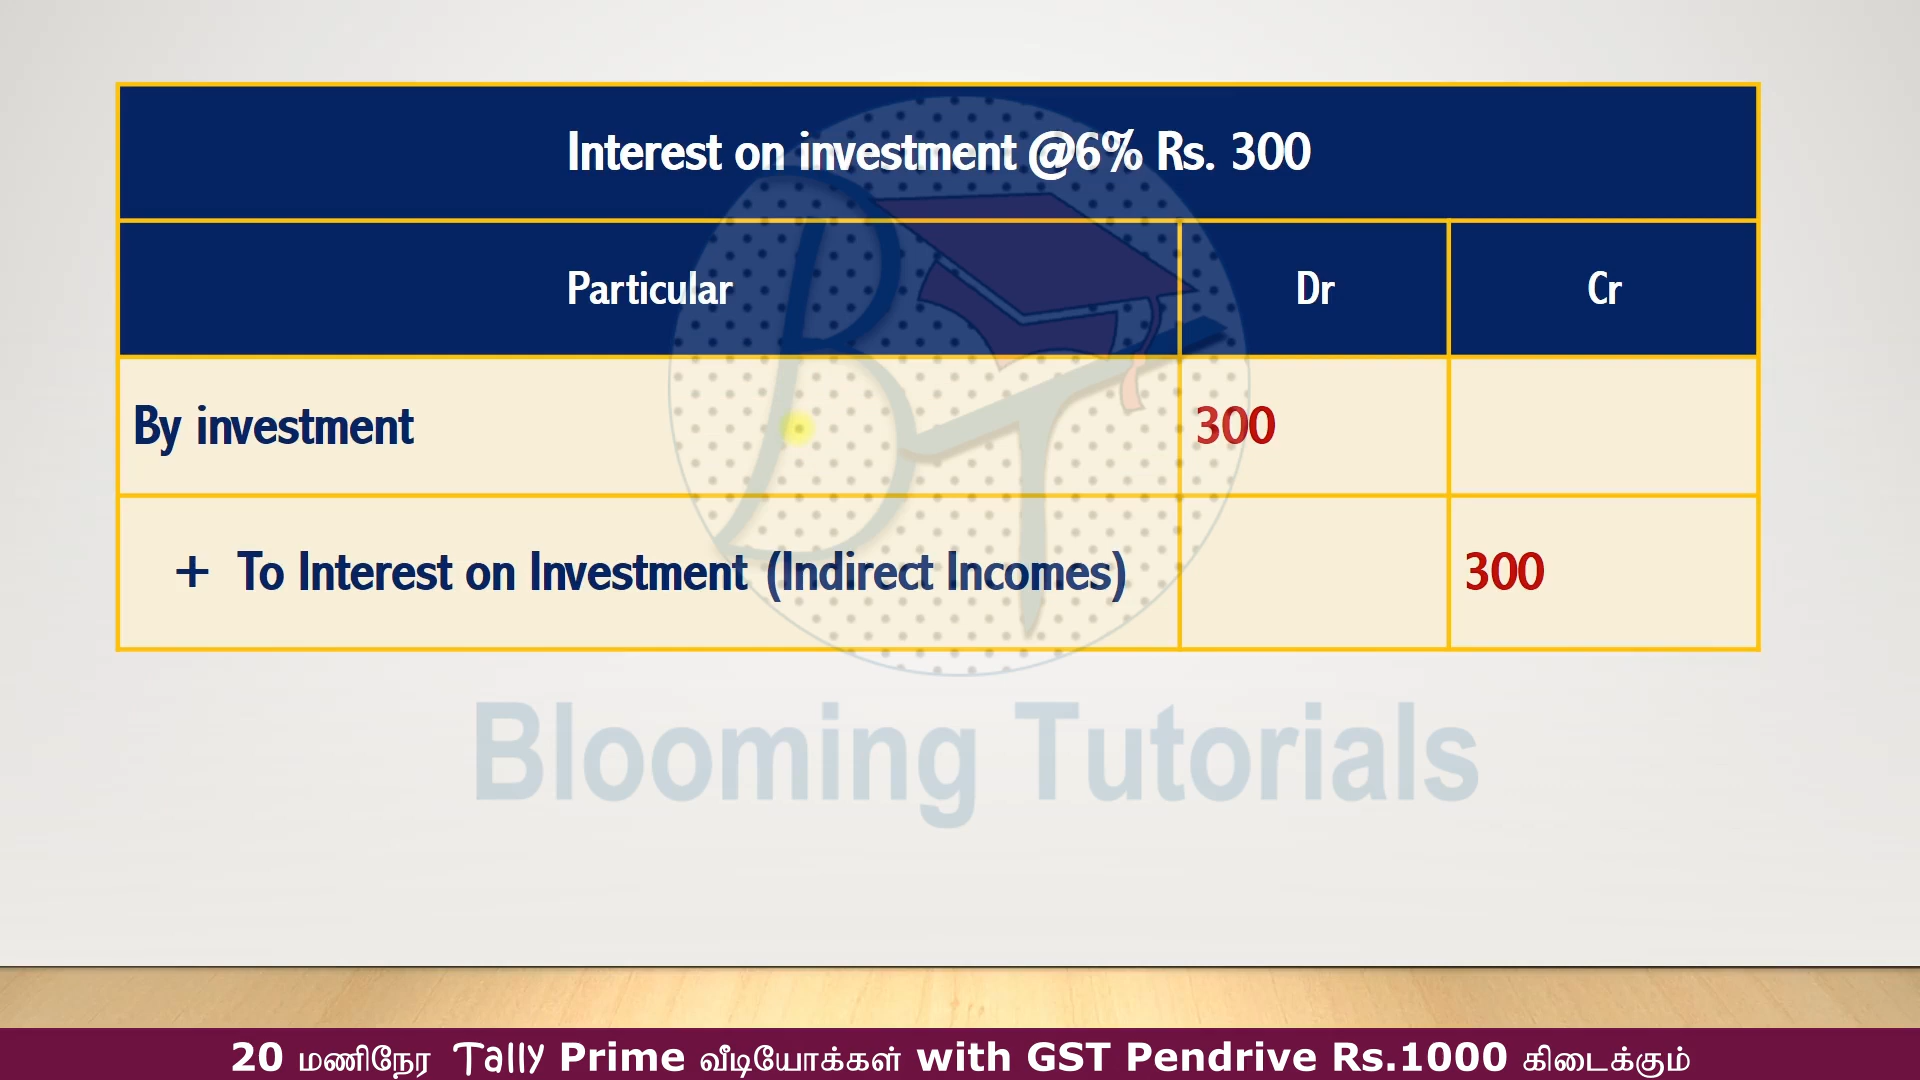 Interest on investment @6% Rs. 300
Particular Dr Cr
By investment 300
+ To Interest on Investment (Indirect Incomes) 300
Blooming Tutorials
20 மணிநேர Tally Prime வீடியோக்கள் with GST Pendrive Rs.1000 கிடைக்கும்